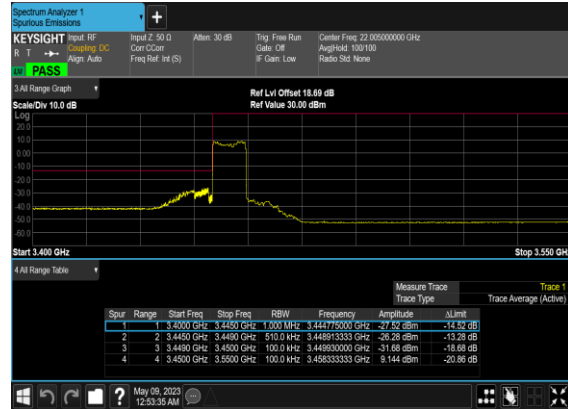 Spectrum Analyzer 1
Spurious Emissions
KEYSIGHT Input: RF Input Z: 50 Ω Atten: 30 dB Trig: Free Run Center Freq: 22.005000000 GHz
R T Coupling: DC Corr CCorr Gate: Off Avg|Hold: 100/100
Align: Auto Freq Ref: Int (S) IF Gain: Low Radio Std: None
PASS
3 All Range Graph
Ref Lvl Offset 18.69 dB
Scale/Div 10.0 dB Ref Value 30.00 dBm
Log
20.0
10.0
0.00
-10.0
-20.0
-30.0
-40.0
-50.0
-60.0
Start 3.400 GHz Stop 3.550 GHz
4 All Range Table
Measure Trace Trace 1
Trace Type Trace Average (Active)
Spur Range Start Freq Stop Freq RBW Frequency Amplitude ΔLimit
1 1 3.4000 GHz 3.4450 GHz 1.000 MHz 3.444775000 GHz -27.52 dBm -14.52 dB
2 2 3.4450 GHz 3.4490 GHz 510.0 kHz 3.448913333 GHz -26.28 dBm -13.28 dB
3 3 3.4490 GHz 3.4500 GHz 100.0 kHz 3.449930000 GHz -31.68 dBm -18.68 dB
4 4 3.4500 GHz 3.5500 GHz 100.0 kHz 3.458333333 GHz 9.144 dBm -20.86 dB
? May 09, 2023
12:53:35 AM